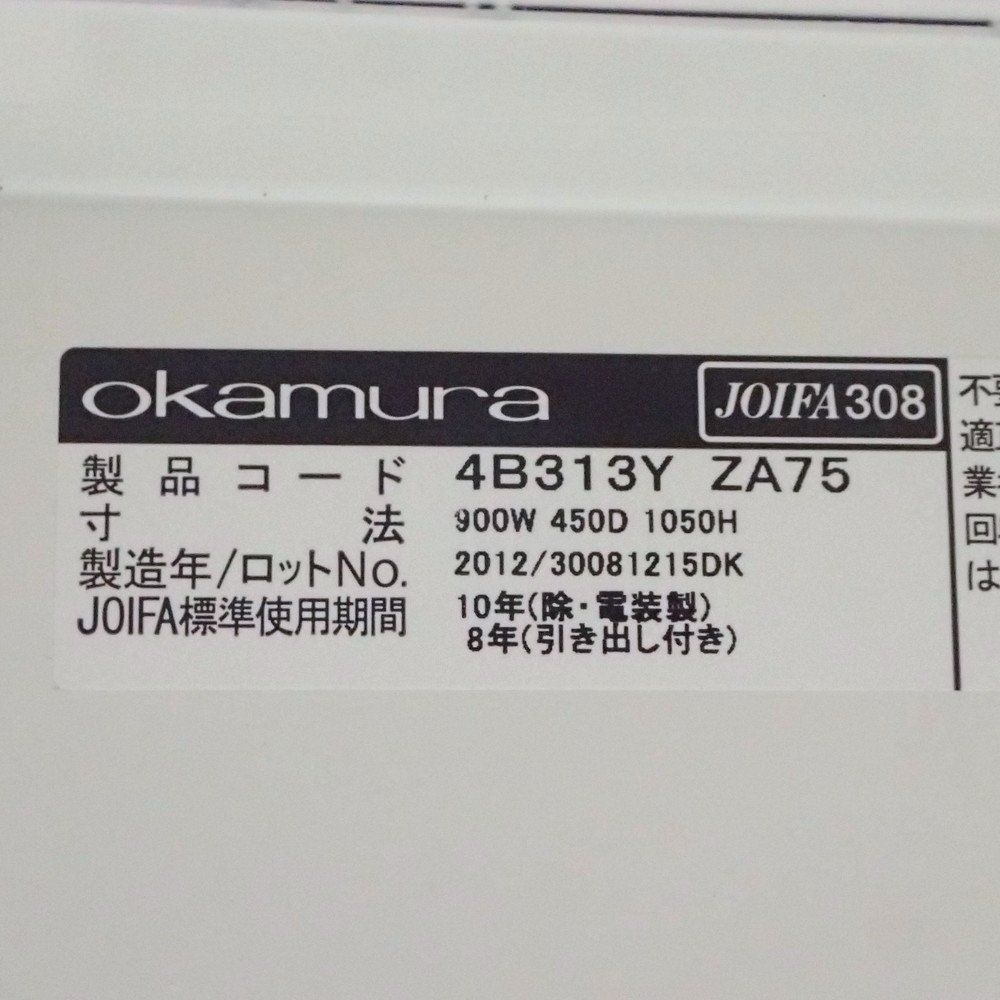 okamura JOIFA308
製品コード 4B313Y ZA75
寸法 900W 450D 1050H
製造年/ロットNo. 2012/30081215DK
JOIFA標準使用期間 10年(除・電装製)
8年(引き出し付き)
不
適
業
回
は